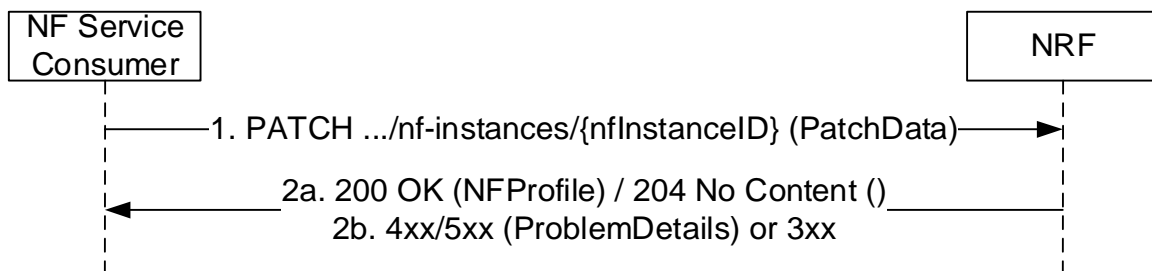 NF Service
Consumer
NRF
1. PATCH .../nf-instances/{nfInstanceID} (PatchData)
2a. 200 OK (NFProfile) / 204 No Content ()
2b. 4xx/5xx (ProblemDetails) or 3xx